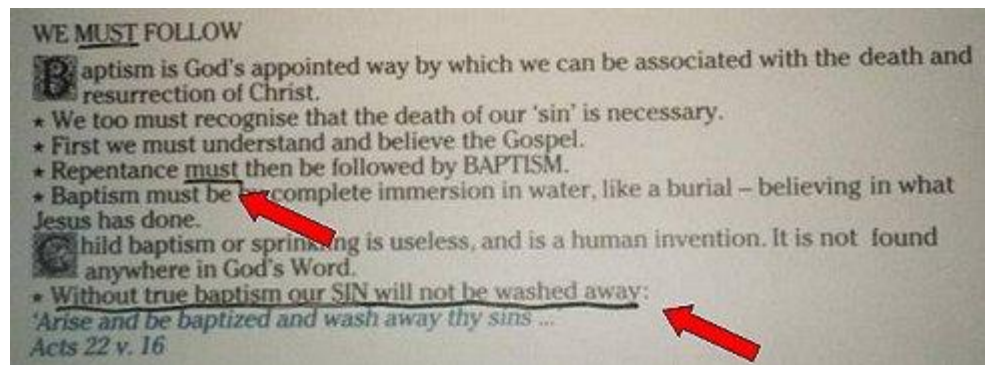 WE MUST FOLLOW
Baptism is God's appointed way by which we can be associated with the death and
resurrection of Christ.
★ We too must recognise that the death of our 'sin' is necessary.
★ First we must understand and believe the Gospel.
★ Repentance must then be followed by BAPTISM.
★ Baptism must be by complete immersion in water, like a burial – believing in what
Jesus has done.
Child baptism or sprinkling is useless, and is a human invention. It is not found
anywhere in God's Word.
★ Without true baptism our SIN will not be washed away:
'Arise and be baptized and wash away thy sins ...'
Acts 22 v. 16